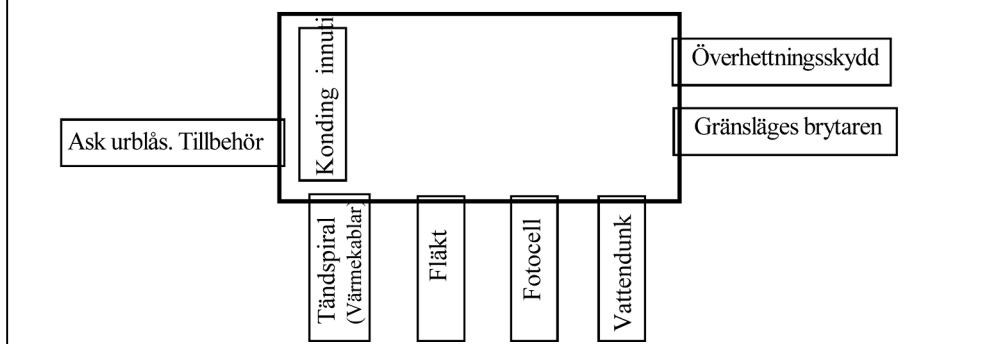 Konding innuti
Överhettningsskydd
Gränsläges brytaren
Ask urblås. Tillbehör
Tändspiral
(Värmekablar)
Fläkt
Fotocell
Vattendunk